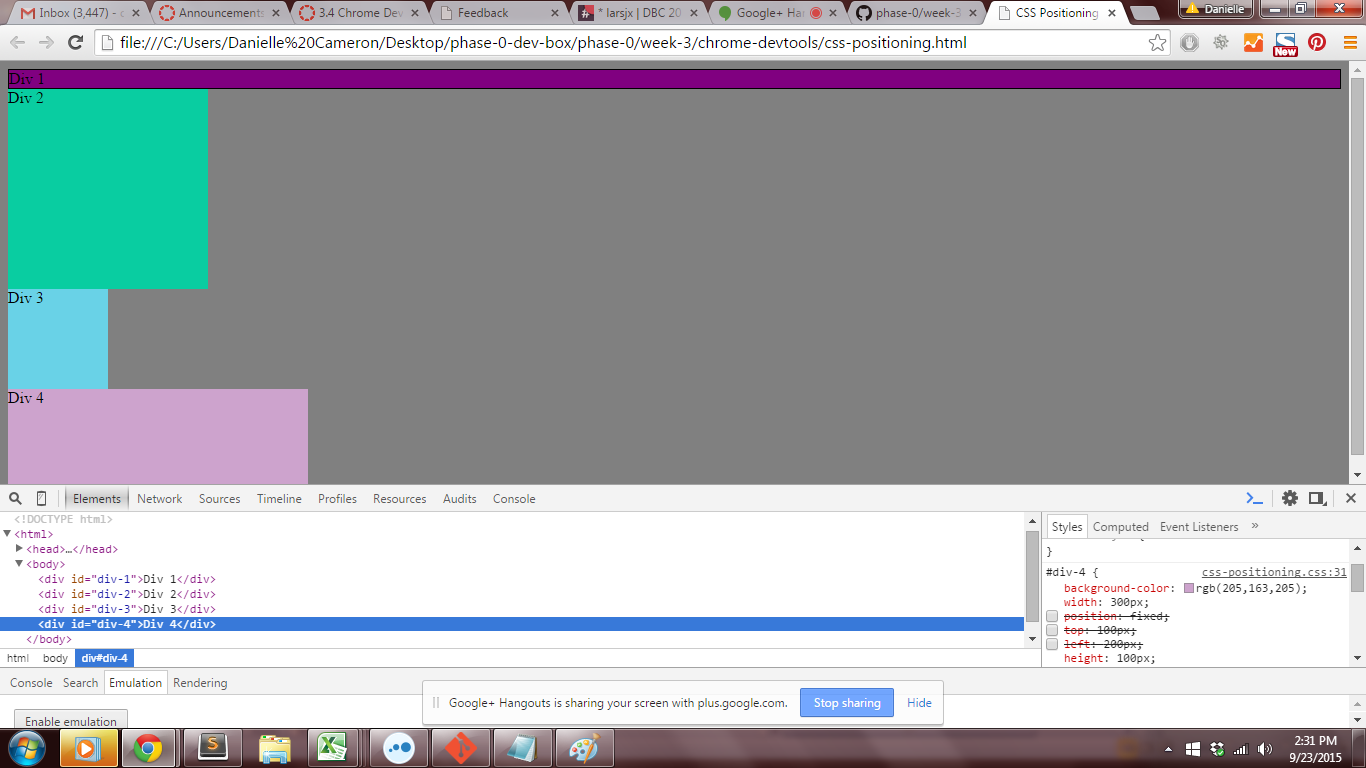 Inbox (3,447) - d
Announcements
3.4 Chrome Dev
Feedback
* larsjx | DBC 20
Google+ Ha
phase-0/week-3
CSS Positioning
Danielle
file:///C:/Users/Danielle%20Cameron/Desktop/phase-0-dev-box/phase-0/week-3/chrome-devtools/css-positioning.html
New
Div 1
Div 2
Div 3
Div 4
Elements Network Sources Timeline Profiles Resources Audits Console
<!DOCTYPE html>
<html>
<head>…</head>
<body>
<div id="div-1">Div 1</div>
<div id="div-2">Div 2</div>
<div id="div-3">Div 3</div>
<div id="div-4">Div 4</div>
</body>
html body div#div-4
Styles Computed Event Listeners »
}
#div-4 { css-positioning.css:31
background-color: rgb(205,163,205);
width: 300px;
position: fixed;
top: 100px;
left: 200px;
height: 100px;
Console Search Emulation Rendering
Enable emulation
Google+ Hangouts is sharing your screen with plus.google.com. Stop sharing Hide
2:31 PM
9/23/2015